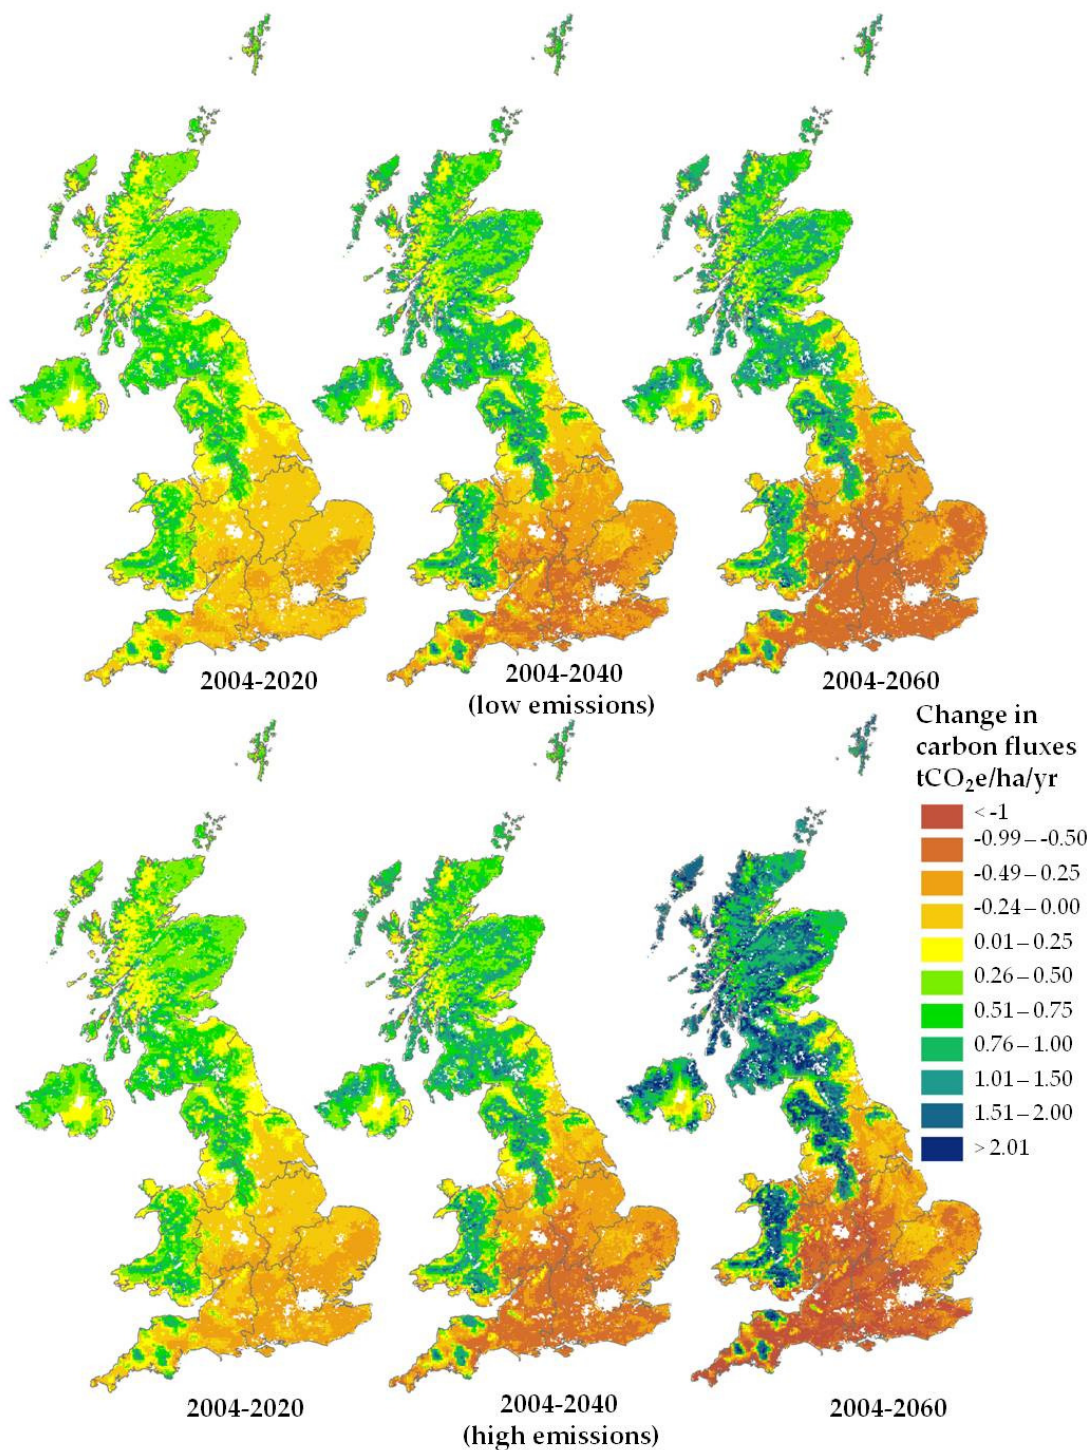 2004-2020
2004-2040
(low emissions)
2004-2060
Change in
carbon fluxes
tCO₂e/ha/yr
< -1
-0.99 – -0.50
-0.49 – 0.25
-0.24 – 0.00
0.01 – 0.25
0.26 – 0.50
0.51 – 0.75
0.76 – 1.00
1.01 – 1.50
1.51 – 2.00
> 2.01
2004-2020
2004-2040
(high emissions)
2004-2060